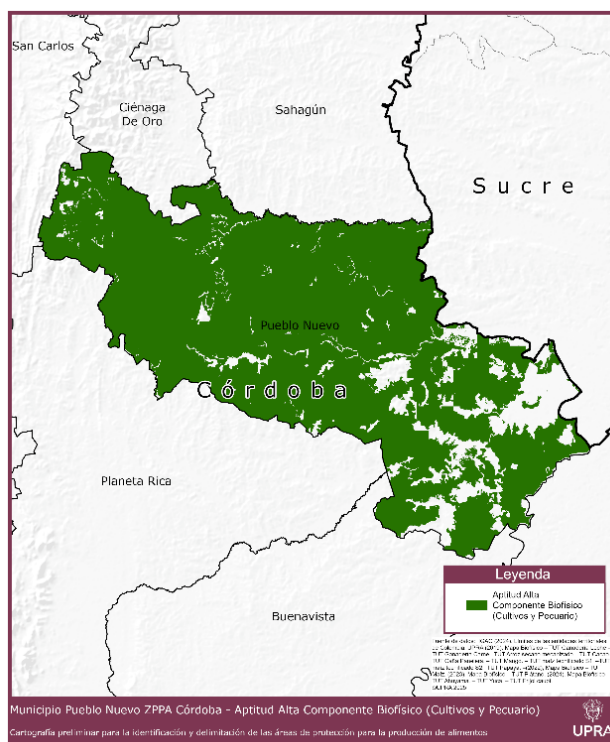 San Carlos
Ciénaga
De Oro
Sahagún
Sucre
Pueblo Nuevo
Córdoba
Planeta Rica
Buenavista
Leyenda
Aptitud Alta
Componente Biofísico
(Cultivos y Pecuario)
Municipio Pueblo Nuevo ZPPA Córdoba - Aptitud Alta Componente Biofísico (Cultivos y Pecuario)
Cartografía preliminar para la identificación y delimitación de las áreas de protección para la producción de alimentos
UPRA